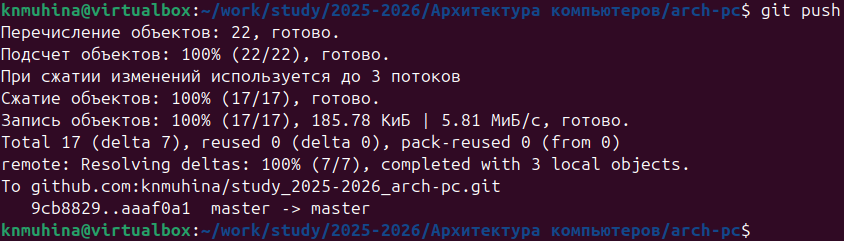 knmuhina@virtualbox:~/work/study/2025-2026/Архитектура компьютеров/arch-pc$ git push
Перечисление объектов: 22, готово.
Подсчет объектов: 100% (22/22), готово.
При сжатии изменений используется до 3 потоков
Сжатие объектов: 100% (17/17), готово.
Запись объектов: 100% (17/17), 185.78 КиБ | 5.81 МиБ/с, готово.
Total 17 (delta 7), reused 0 (delta 0), pack-reused 0 (from 0)
remote: Resolving deltas: 100% (7/7), completed with 3 local objects.
To github.com:knmuhina/study_2025-2026_arch-pc.git
   9cb8829..aaaf0a1  master -> master
knmuhina@virtualbox:~/work/study/2025-2026/Архитектура компьютеров/arch-pc$